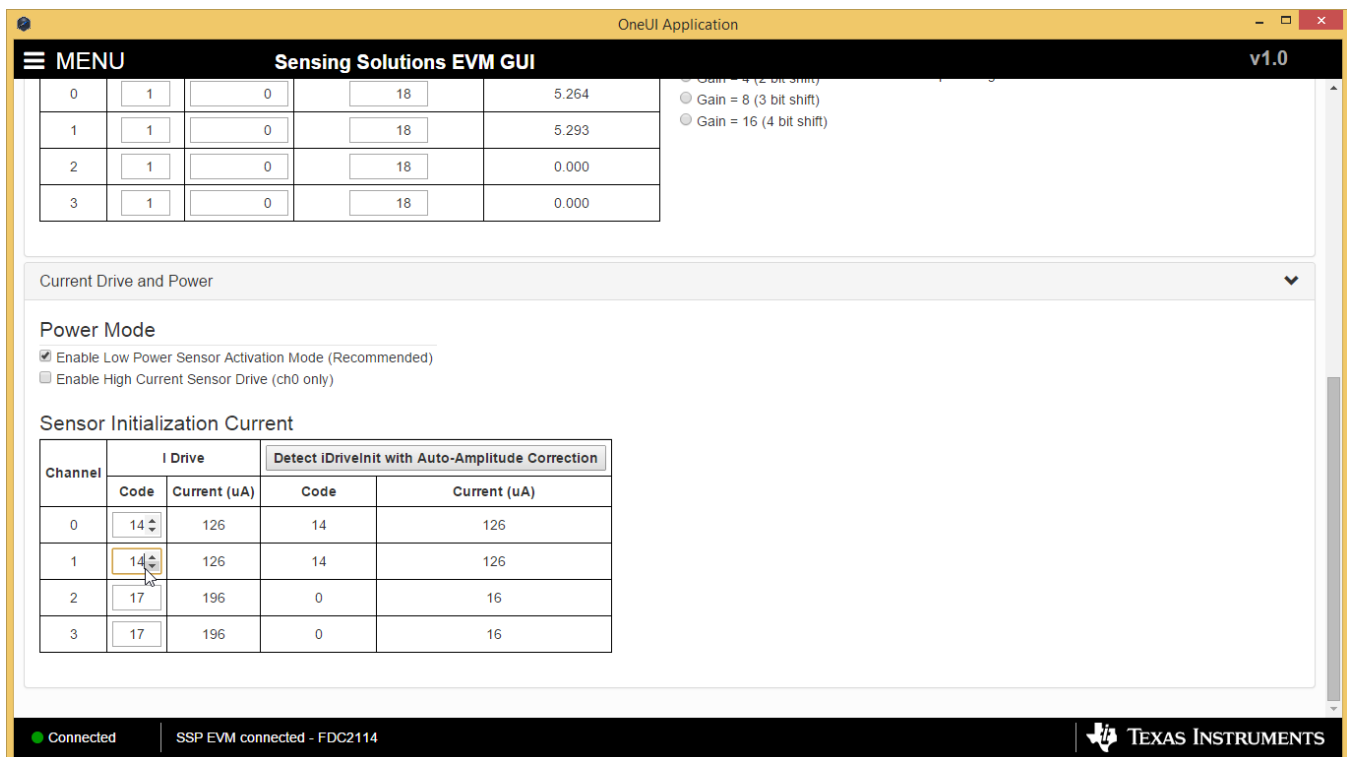 OneUI Application
MENU Sensing Solutions EVM GUI v1.0
0 1 0 18 5.264
1 1 0 18 5.293
2 1 0 18 0.000
3 1 0 18 0.000
Gain = 4 (2 bit shift)
Gain = 8 (3 bit shift)
Gain = 16 (4 bit shift)
Current Drive and Power
Power Mode
Enable Low Power Sensor Activation Mode (Recommended)
Enable High Current Sensor Drive (ch0 only)
Sensor Initialization Current
Channel I Drive Detect iDriveInit with Auto-Amplitude Correction
Code Current (uA) Code Current (uA)
0 14 126 14 126
1 14 126 14 126
2 17 196 0 16
3 17 196 0 16
Connected SSP EVM connected - FDC2114 TEXAS INSTRUMENTS